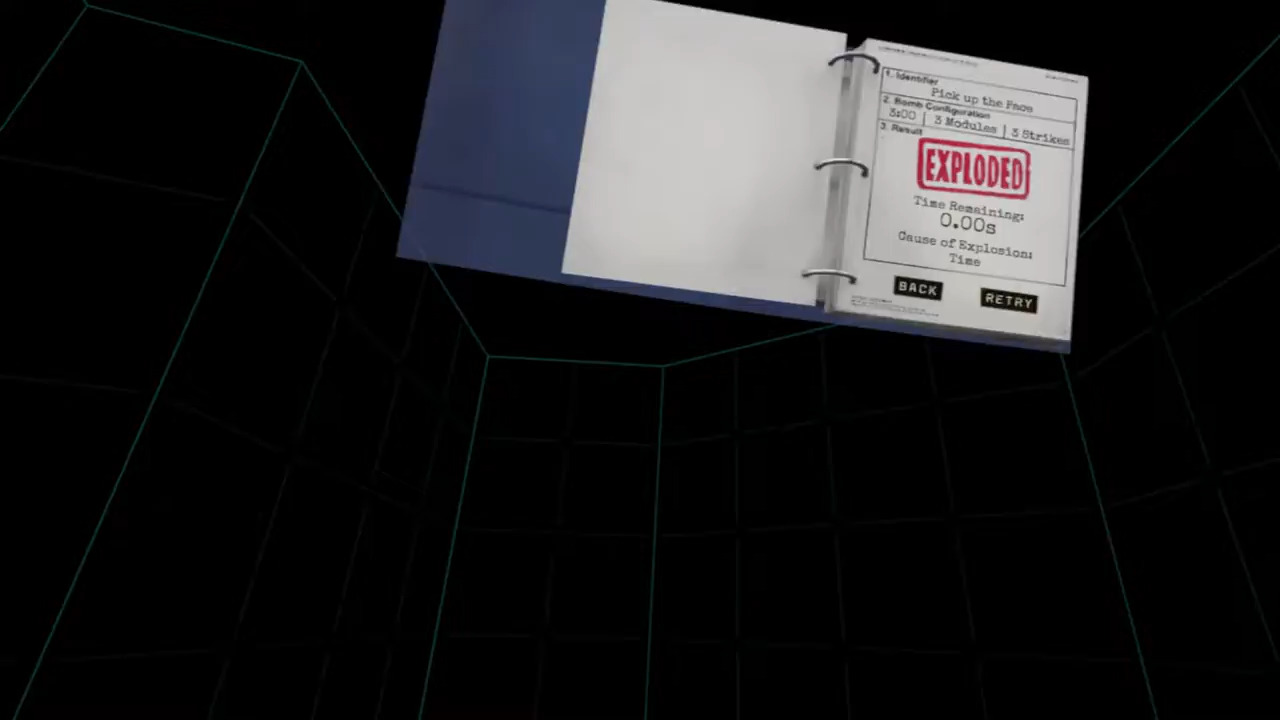 1. Identifier
Pick up the Pace
2. Bomb Configuration
3:00 | 3 Modules | 3 Strikes
3. Result
EXPLODED
Time Remaining:
0.00s
Cause of Explosion:
Time
BACK
RETRY